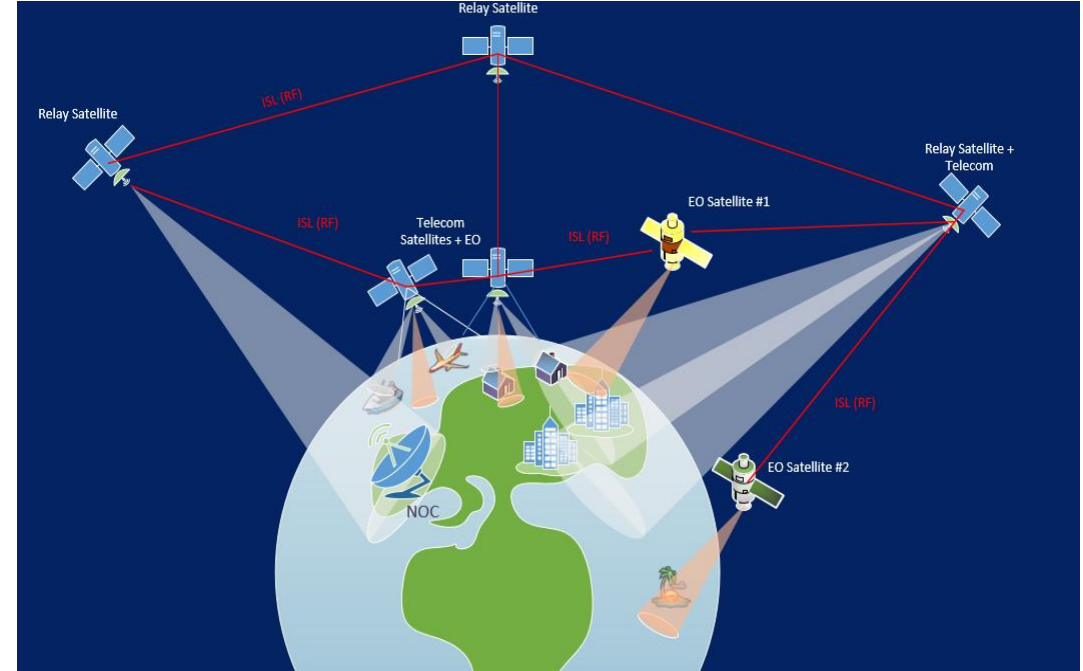 Relay Satellite
ISL (RF)
Relay Satellite
Relay Satellite +
Telecom
EO Satellite #1
ISL (RF)
Telecom
Satellites + EO
ISL (RF)
ISL (RF)
EO Satellite #2
NOC